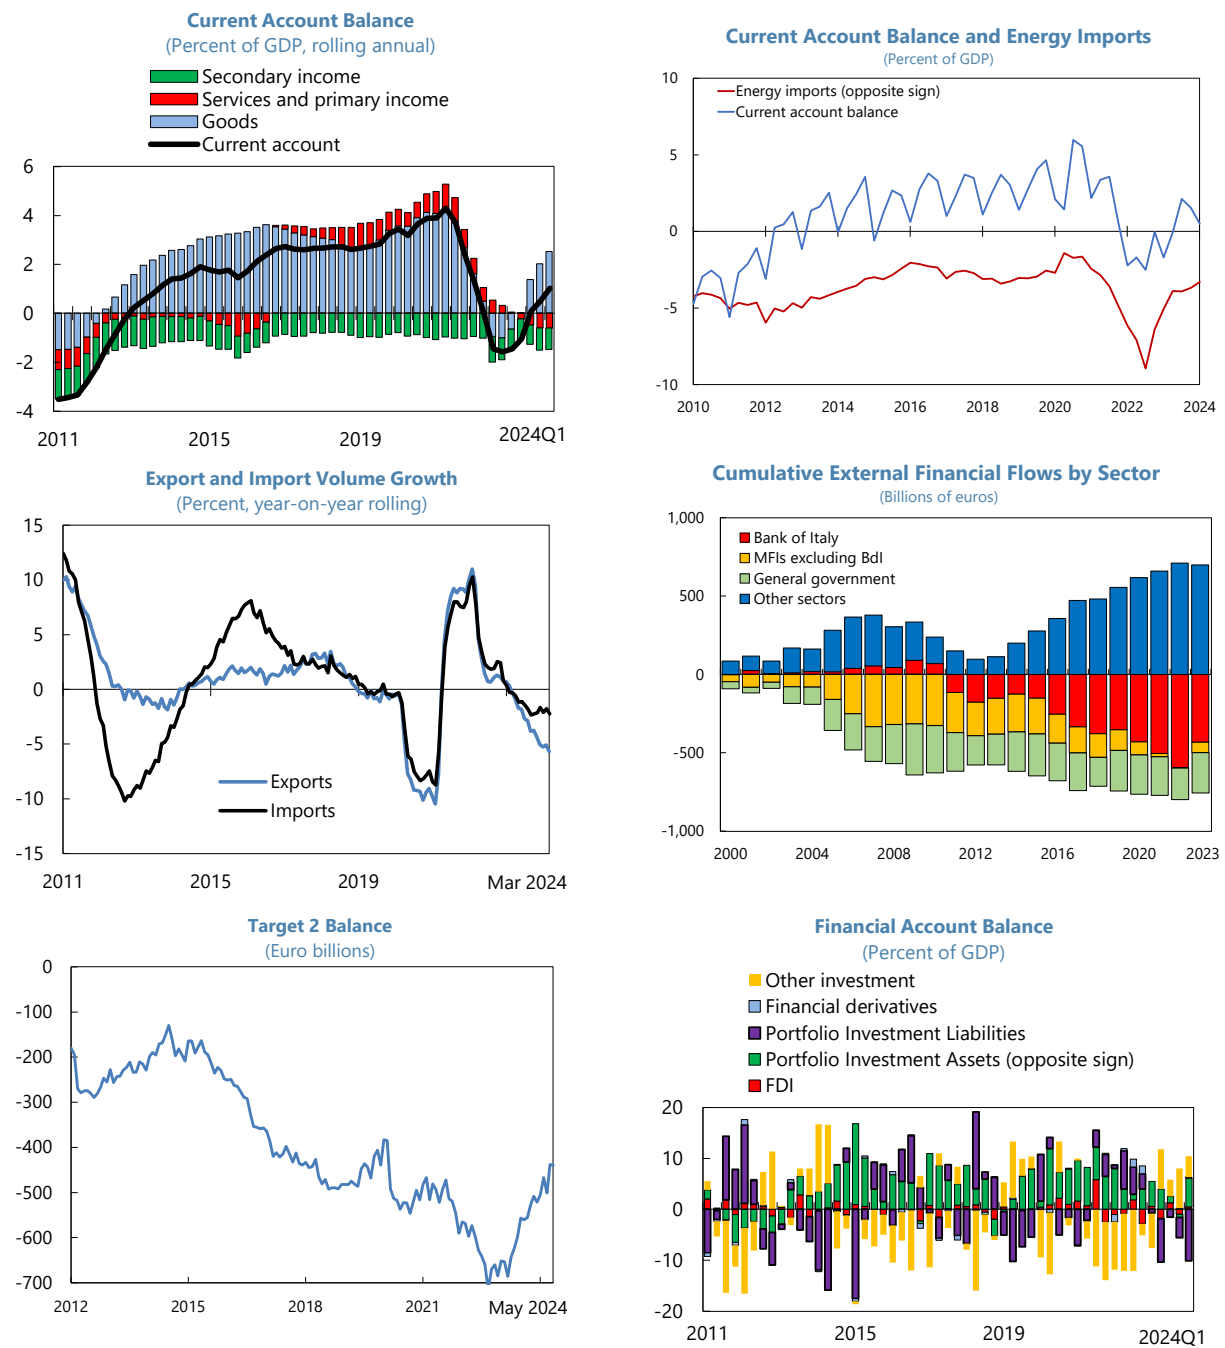 Current Account Balance
(Percent of GDP, rolling annual)
Secondary income
Services and primary income
Goods
Current account
6
4
2
0
-2
-4
2011
2015
2019
2024Q1
Current Account Balance and Energy Imports
(Percent of GDP)
Energy imports (opposite sign)
Current account balance
10
5
0
-5
-10
2010
2012
2014
2016
2018
2020
2022
2024
Export and Import Volume Growth
(Percent, year-on-year rolling)
15
10
5
0
-5
-10
-15
Exports
Imports
2011
2015
2019
Mar 2024
Cumulative External Financial Flows by Sector
(Billions of euros)
Bank of Italy
MFIs excluding BdI
General government
Other sectors
1,000
500
0
-500
-1,000
2000
2004
2008
2012
2016
2020
2023
Target 2 Balance
(Euro billions)
0
-100
-200
-300
-400
-500
-600
-700
2012
2015
2018
2021
May 2024
Financial Account Balance
(Percent of GDP)
Other investment
Financial derivatives
Portfolio Investment Liabilities
Portfolio Investment Assets (opposite sign)
FDI
20
10
0
-10
-20
2011
2015
2019
2024Q1